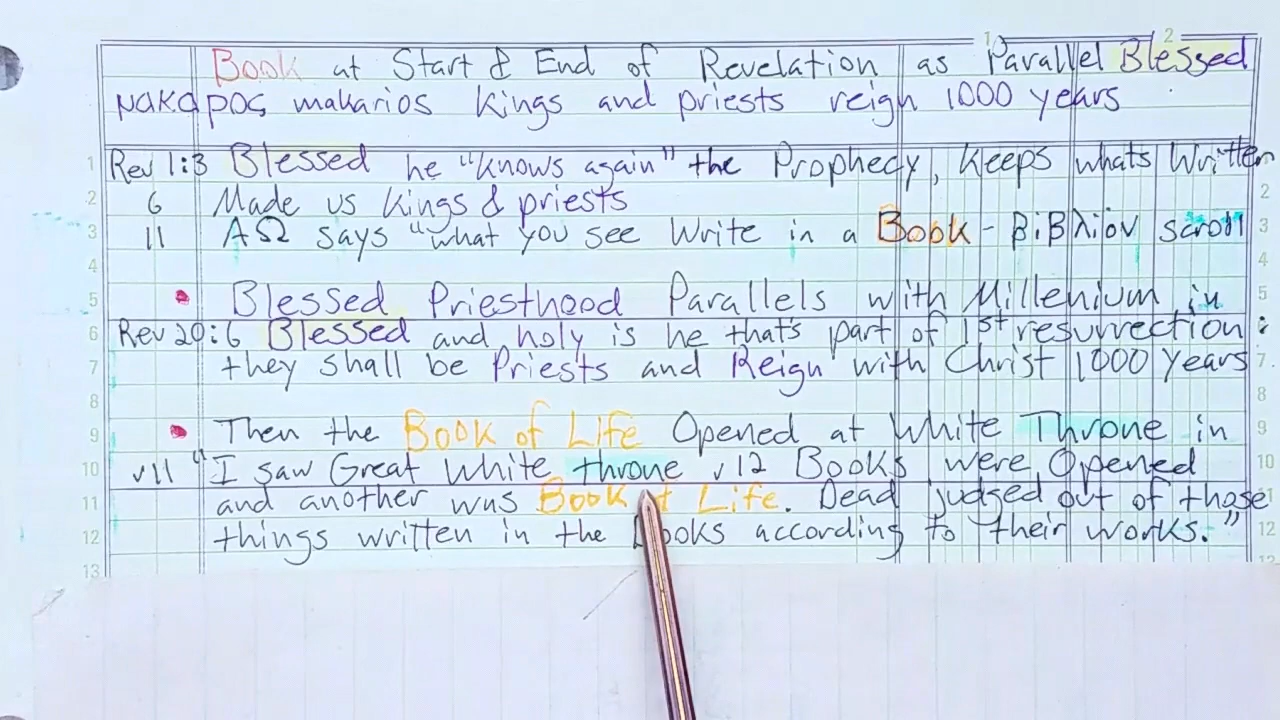 Book at Start & End of Revelation as Parallel Blessed
μακαριος makarios Kings and priests reign 1000 years
Rev 1:3 Blessed he "knows again" the Prophecy, Keeps whats Written
6 Made us Kings & priests
11 ΑΩ says "what you see Write in a Book - βιβλίον scroll
• Blessed Priesthood Parallels with Millenium in
Rev 20:6 Blessed and holy is he that's part of 1st resurrection:
they shall be Priests and Reign with Christ 1000 Years
• Then the Book of Life Opened at White Throne in
v11 "I saw Great White throne v12 Books were Opened
and another was Book of Life. Dead judged out of those
things written in the Books according to their works."